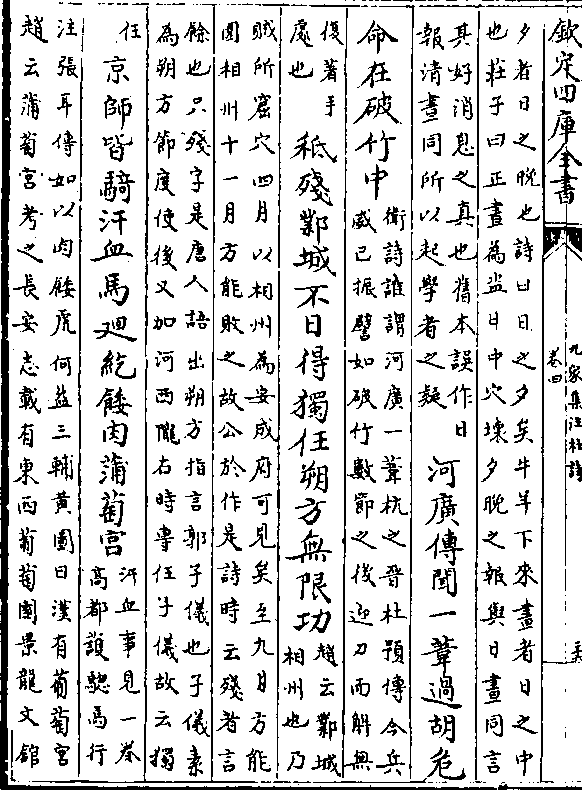 欽定四庫全書
九家集注杜詩
卷四
夕者日之晚也詩曰日之夕矣牛羊下來晝者日之中
也莊子曰正晝為盗日中穴壞夕晚之報與日晝同言
其好消息之真也舊本誤作日
報清晝同所以起學者之疑
河廣傳聞一葦過胡危
命在破竹中
衛詩誰謂河廣一葦杭之晉杜預傳今兵
威已振譬如破竹數節之後迎刀而解無
復著手
處也
秪殘鄴城不日得獨任朔方無限功
趙云鄴城
相州也乃
賊所窟穴四月以相州為安成府可見矣至九月方能
圍相州十一月方能敗之故公於作是詩時云殘者言
餘也只殘字是唐人語出朔方指言郭子儀也子儀素
為朔方節度使後又加河西隴右時專任子儀故云獨
任
京師皆騎汗血馬廻紇餧肉蒲萄宮
汗血事見一卷
高都護驄馬行
注張耳傳如以肉餧虎何益三輔黃圖曰漢有葡萄宮
趙云蒲萄宮考之長安志載有東西葡萄園景龍文館